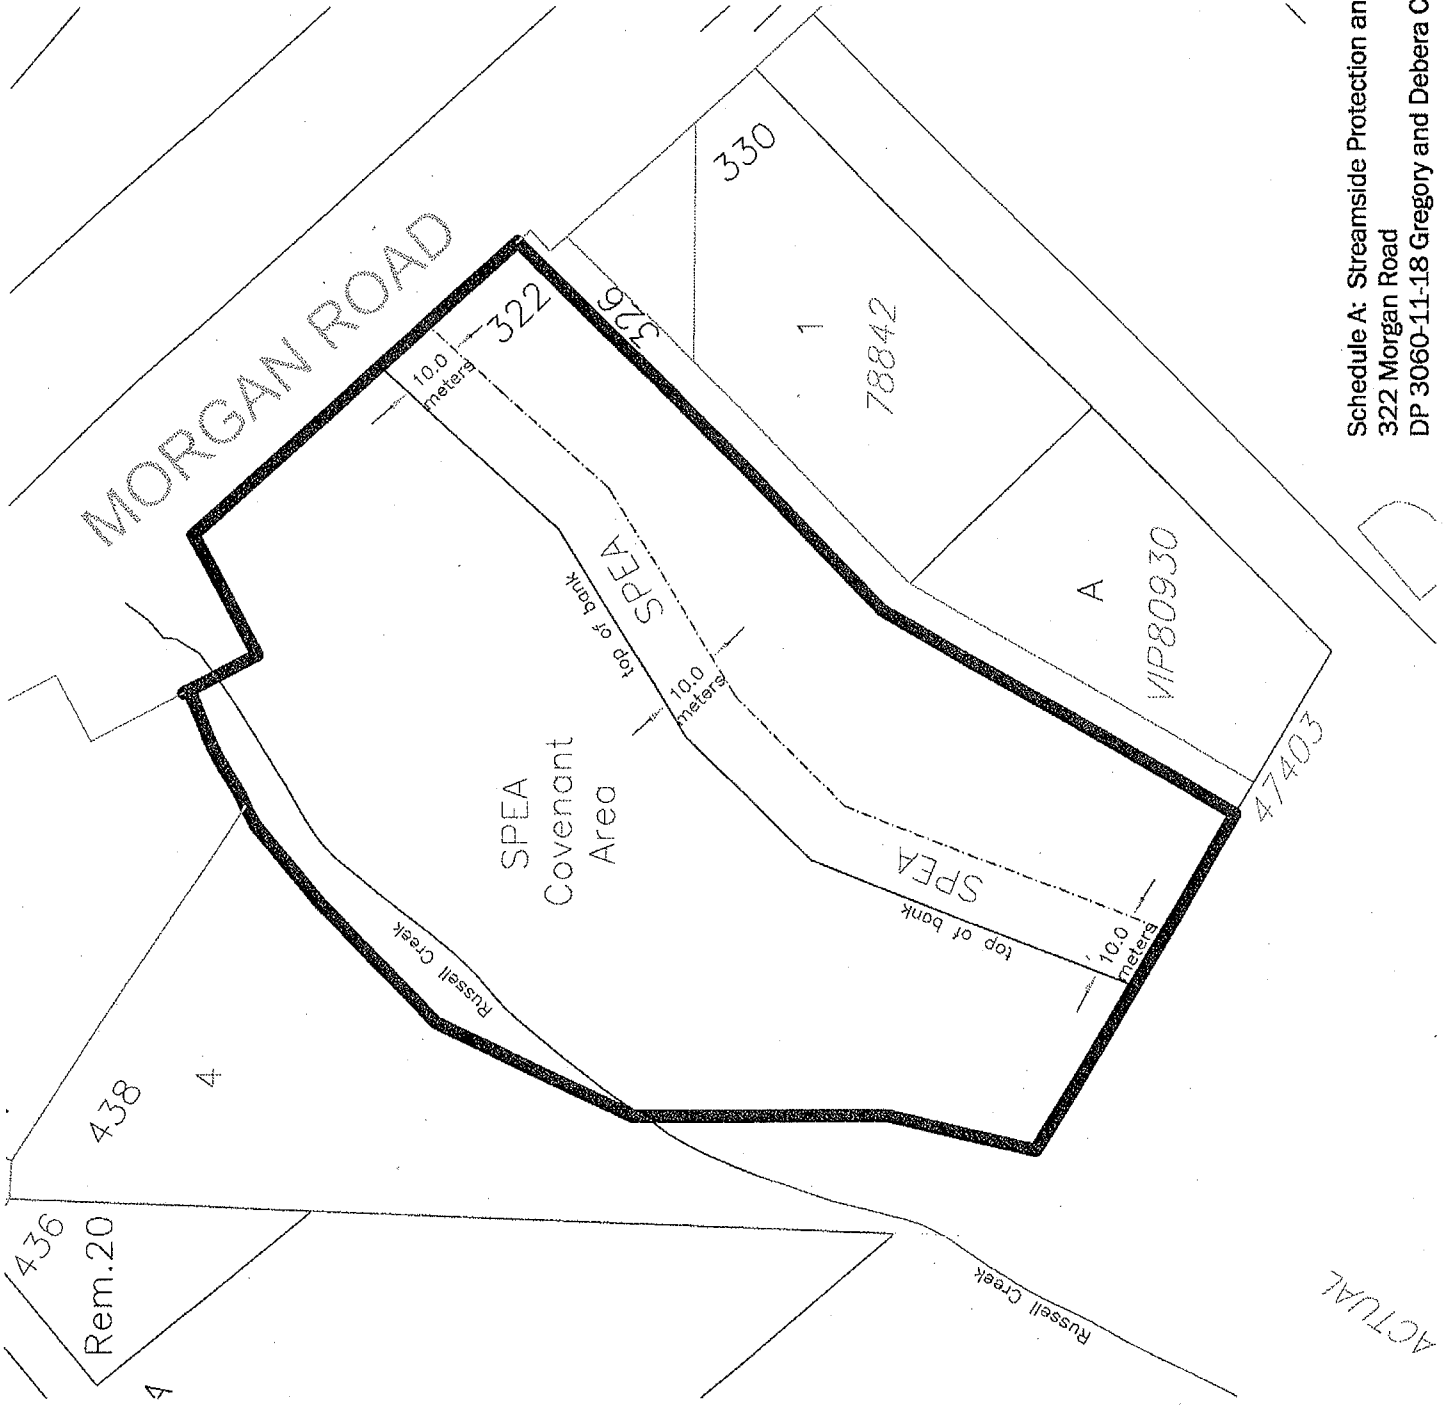 MORGAN ROAD
322
326
330
10.0
meters
1
78842
SPEA
top of bank
10.0
meters
A
VIP80930
47403
SPEA
Covenant
Area
SPEA
top of bank
10.0
meters
Russell Creek
438
4
436
Rem.20
A
Russell Creek
ACTUAL
Schedule A: Streamside Protection an
322 Morgan Road
DP 3060-11-18 Gregory and Debera C